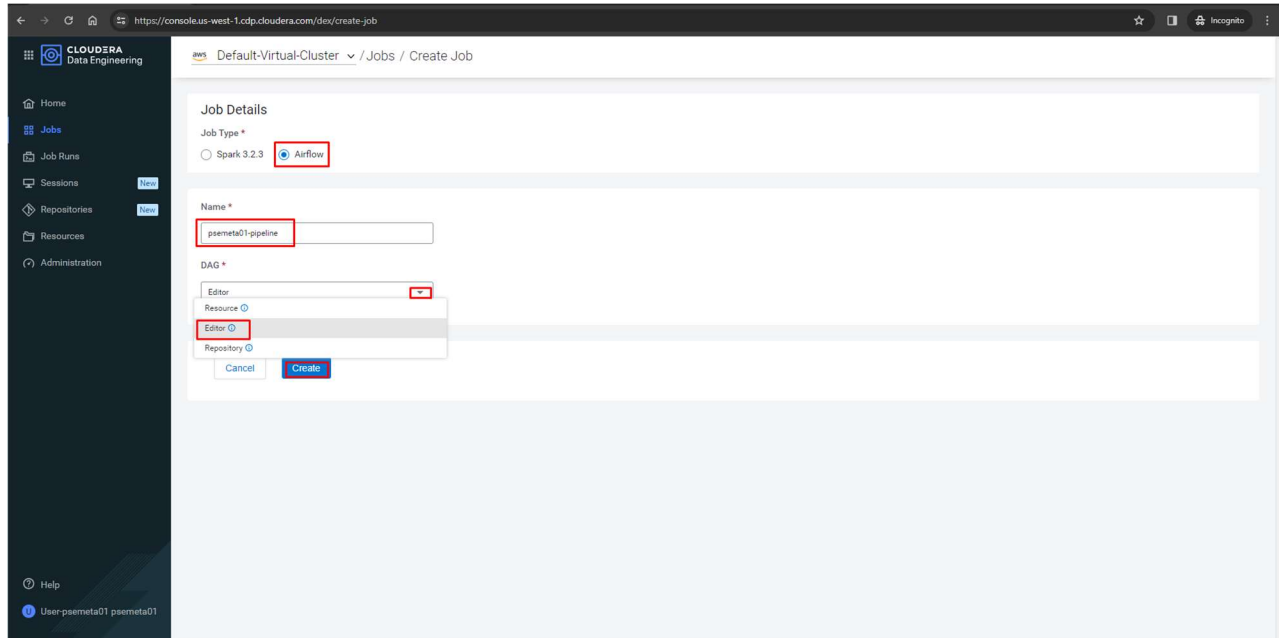 https://console.us-west-1.cdp.cloudera.com/dex/create-job
Incognito
CLOUDERA
Data Engineering
Home
Jobs
Job Runs
Sessions New
Repositories New
Resources
Administration
Help
U User-psemeta01 psemeta01
aws Default-Virtual-Cluster / Jobs / Create Job
Job Details
Job Type *
Spark 3.2.3 Airflow
Name *
psemeta01-pipeline
DAG *
Editor
Resource
Editor
Repository
Cancel Create